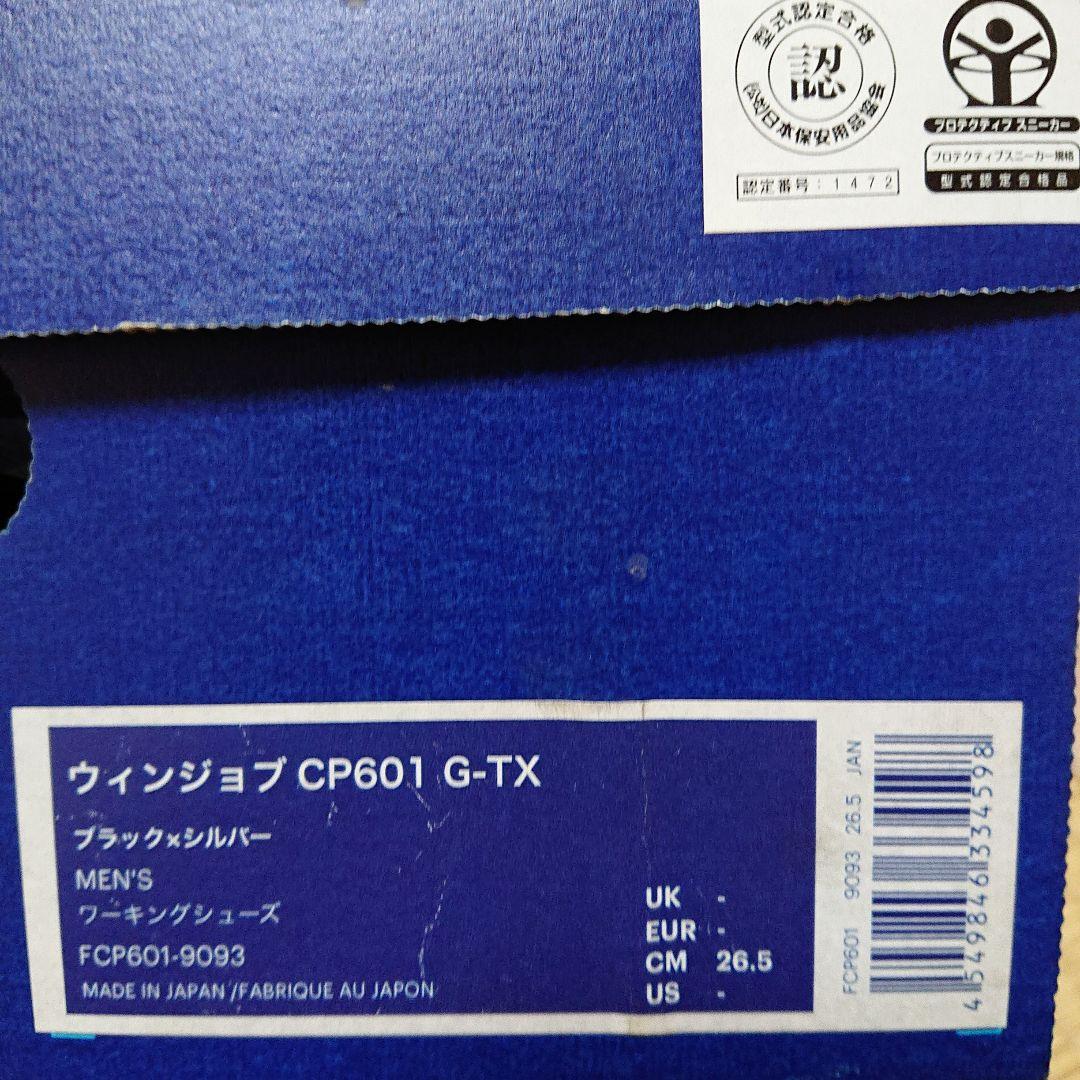 型式認定合格
認
(公社)日本保安用品協会
認定番号:1472
プロテクティブスニーカー
プロテクティブスニーカー規格
型式認定合格品
ウィンジョブ CP601 G-TX
ブラック×シルバー
MEN'S
ワーキングシューズ
FCP601-9093
MADE IN JAPAN /FABRIQUE AU JAPON
UK -
EUR -
CM 26.5
US -
FCP601 9093 26.5 JAN
4549846334598